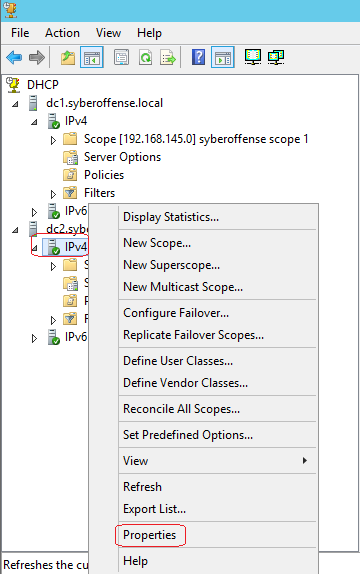 File Action View Help
DHCP
dc1.syberoffense.local
IPv4
Scope [192.168.145.0] syberoffense scope 1
Server Options
Policies
Filters
IPv6
dc2.sybe
IPv4
S
S
P
F
IPv6
Display Statistics...
New Scope...
New Superscope...
New Multicast Scope...
Configure Failover...
Replicate Failover Scopes...
Define User Classes...
Define Vendor Classes...
Reconcile All Scopes...
Set Predefined Options...
View
Refresh
Export List...
Properties
Help
Refreshes the cu